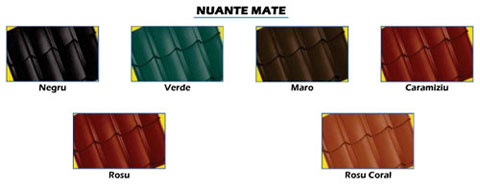 NUANTE MATE
Negru Verde Maro Caramiziu
Rosu Rosu Coral